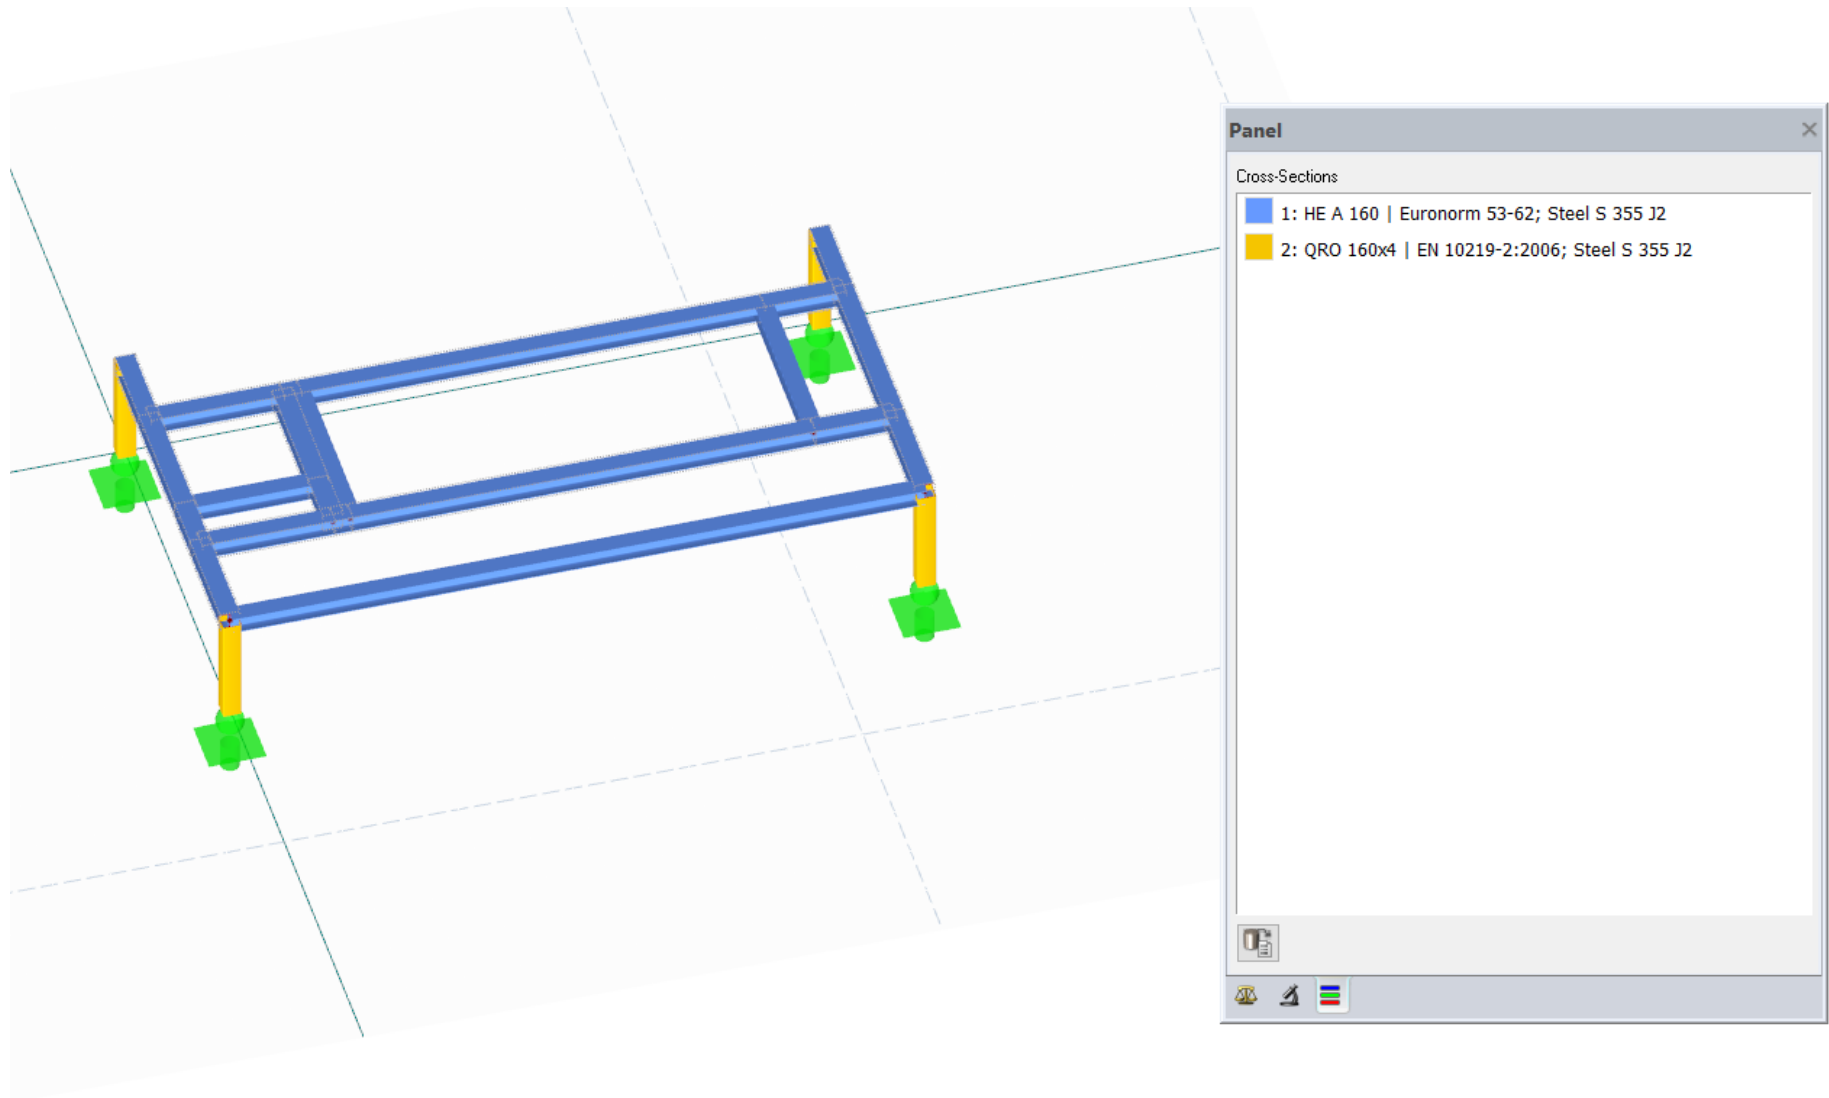 Panel
Cross-Sections
1: HE A 160 | Euronorm 53-62; Steel S 355 J2
2: QRO 160x4 | EN 10219-2:2006; Steel S 355 J2